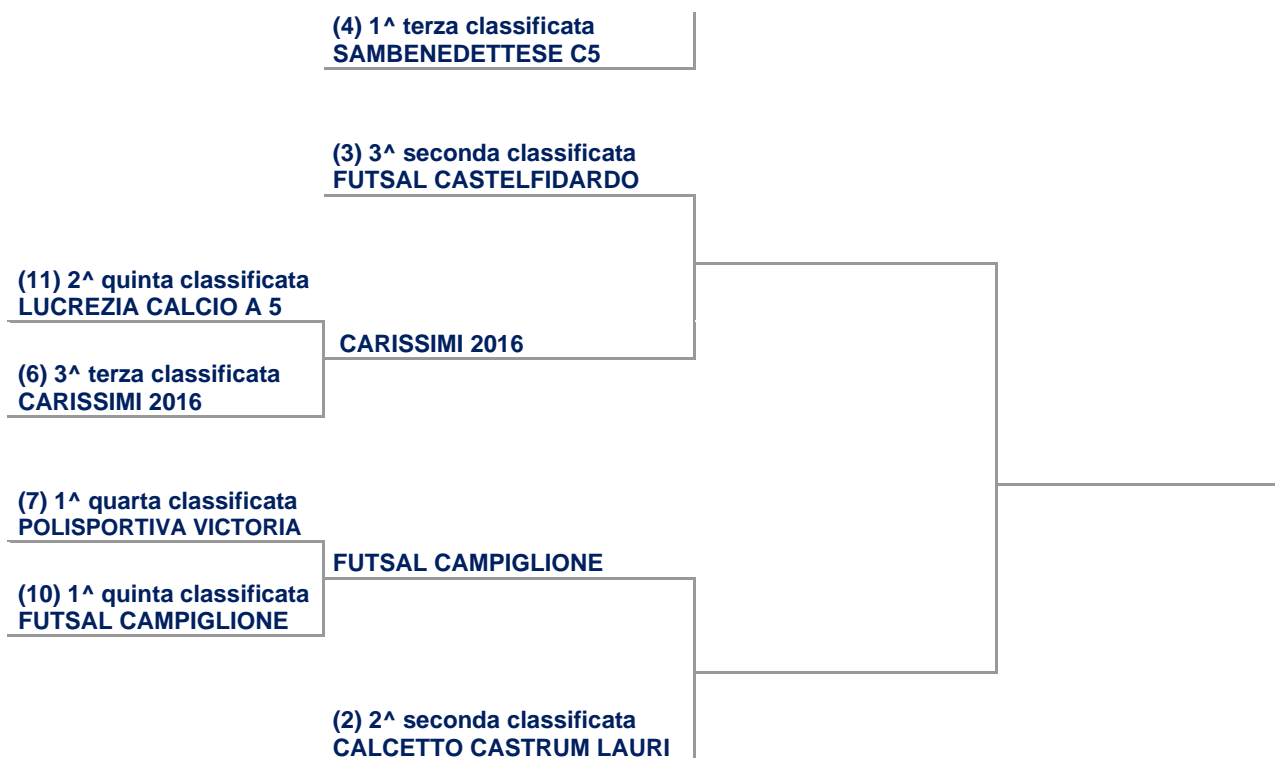 (4) 1^ terza classificata
SAMBENEDETTESE C5
(3) 3^ seconda classificata
FUTSAL CASTELFIDARDO
(11) 2^ quinta classificata
LUCREZIA CALCIO A 5
CARISSIMI 2016
(6) 3^ terza classificata
CARISSIMI 2016
(7) 1^ quarta classificata
POLISPORTIVA VICTORIA
FUTSAL CAMPIGLIONE
(10) 1^ quinta classificata
FUTSAL CAMPIGLIONE
(2) 2^ seconda classificata
CALCETTO CASTRUM LAURI